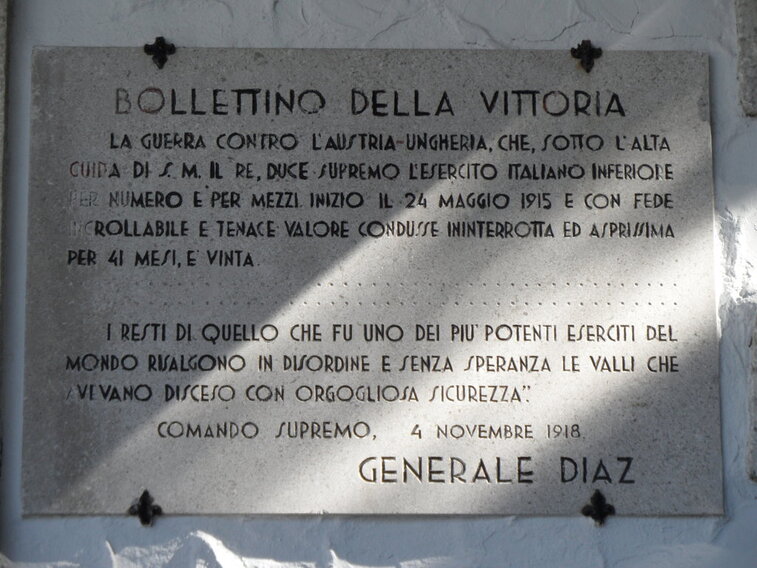 BOLLETTINO DELLA VITTORIA
LA GUERRA CONTRO L'AUSTRIA-UNGHERIA, CHE, SOTTO L'ALTA
GUIDA DI S. M. IL RE, DUCE SUPREMO L'ESERCITO ITALIANO INFERIORE
PER NUMERO E PER MEZZI INIZIO IL 24 MAGGIO 1915 E CON FEDE
INCROLLABILE E TENACE VALORE CONDUSSE ININTERROTTA ED ASPRISSIMA
PER 41 MESI, E' VINTA.
I RESTI DI QUELLO CHE FU UNO DEI PIU' POTENTI ESERCITI DEL
MONDO RISALGONO IN DISORDINE E SENZA SPERANZA LE VALLI CHE
AVEVANO DISCESO CON ORGOGLIOSA SICUREZZA".
COMANDO SUPREMO, 4 NOVEMBRE 1918
GENERALE DIAZ